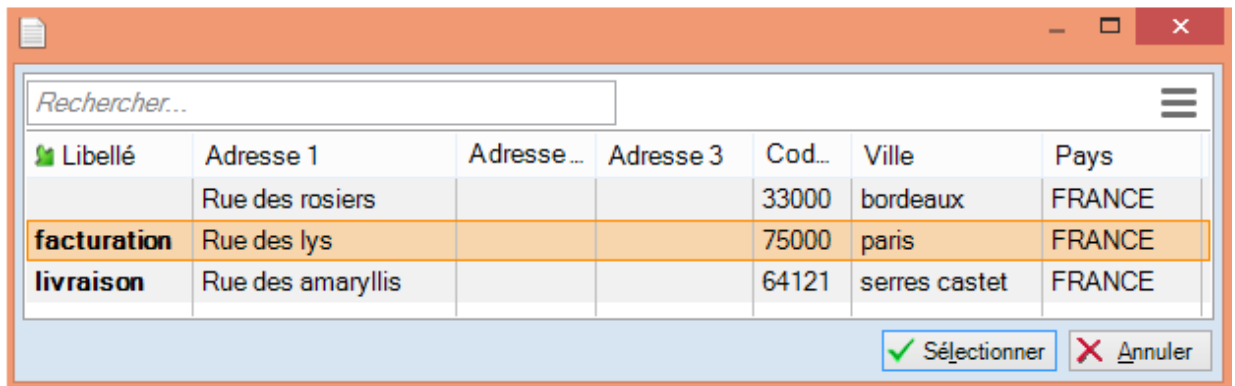 Rechercher...
Libellé Adresse 1 Adresse ... Adresse 3 Cod... Ville Pays
Rue des rosiers 33000 bordeaux FRANCE
facturation Rue des lys 75000 paris FRANCE
livraison Rue des amaryllis 64121 serres castet FRANCE
Sélectionner Annuler